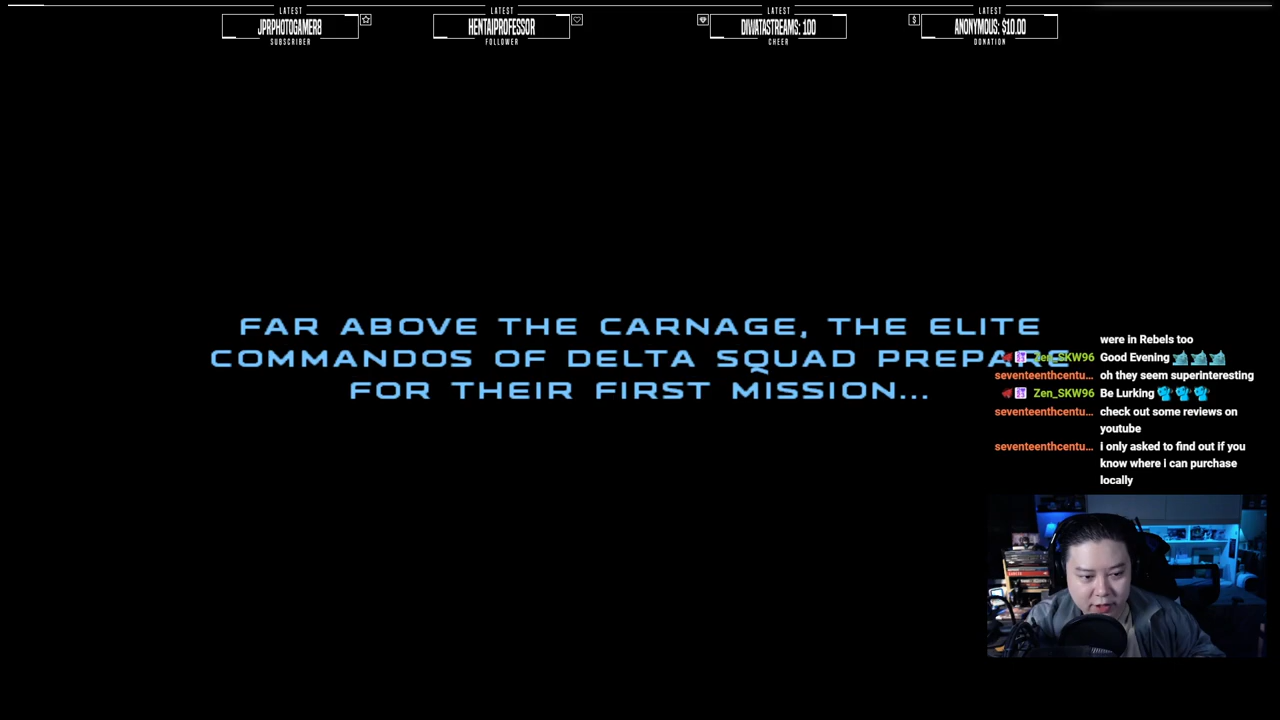 LATEST
JPRPHOTOGAMER8
SUBSCRIBER
LATEST
HENTAIPROFESSOR
FOLLOWER
LATEST
DIWATASTREAMS: 100
CHEER
$
LATEST
ANONYMOUS: $10.00
DONATION
FAR ABOVE THE CARNAGE, THE ELITE
COMMANDOS OF DELTA SQUAD PREPARE
FOR THEIR FIRST MISSION...
were in Rebels too
Zen_SKW96 Good Evening
seventeenthcentu... oh they seem superinteresting
Zen_SKW96 Be Lurking
seventeenthcentu... check out some reviews on
youtube
seventeenthcentu... i only asked to find out if you
know where i can purchase
locally